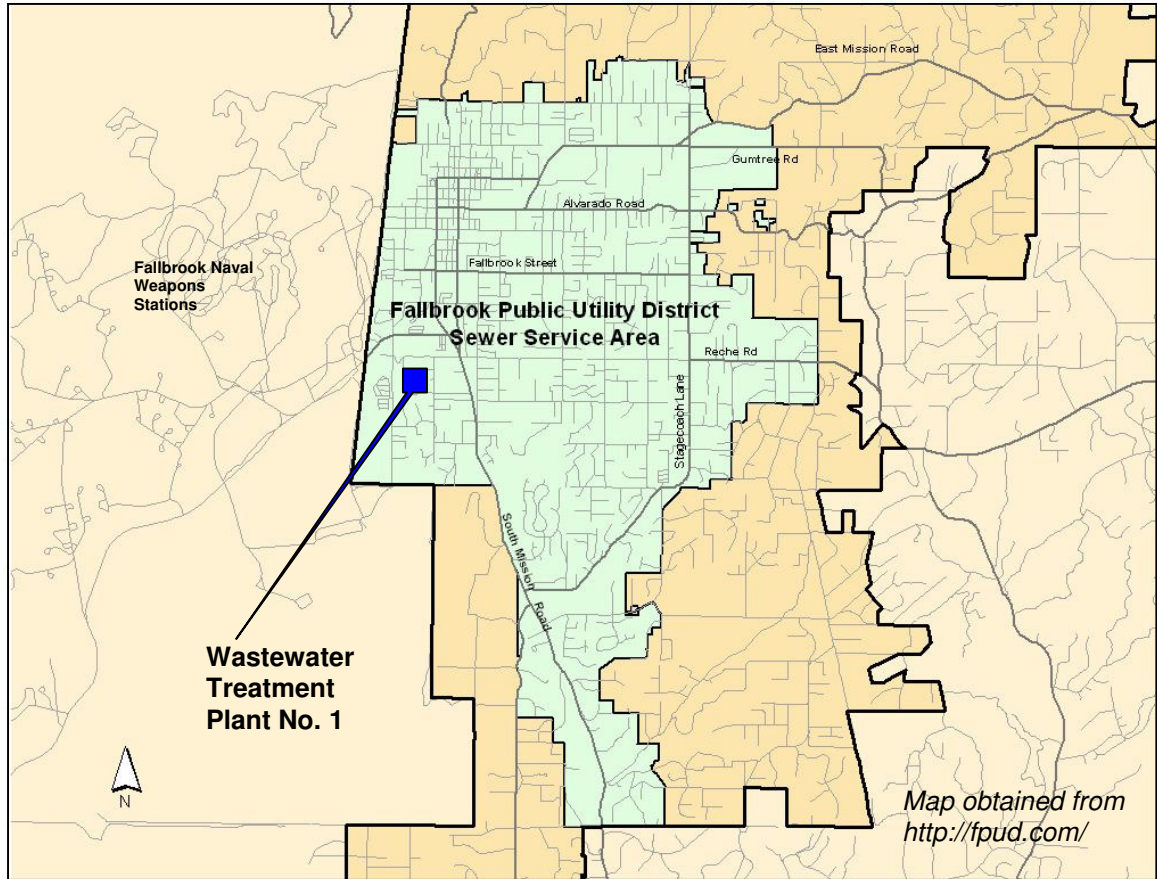 East Mission Road
Gumtree Rd
Alvarado Road
Fallbrook Naval
Weapons
Stations
Fallbrook Street
Fallbrook Public Utility District
Sewer Service Area
Reche Rd
Stagecoach Lane
South Mission Road
Wastewater
Treatment
Plant No. 1
N
Map obtained from
http://fpud.com/